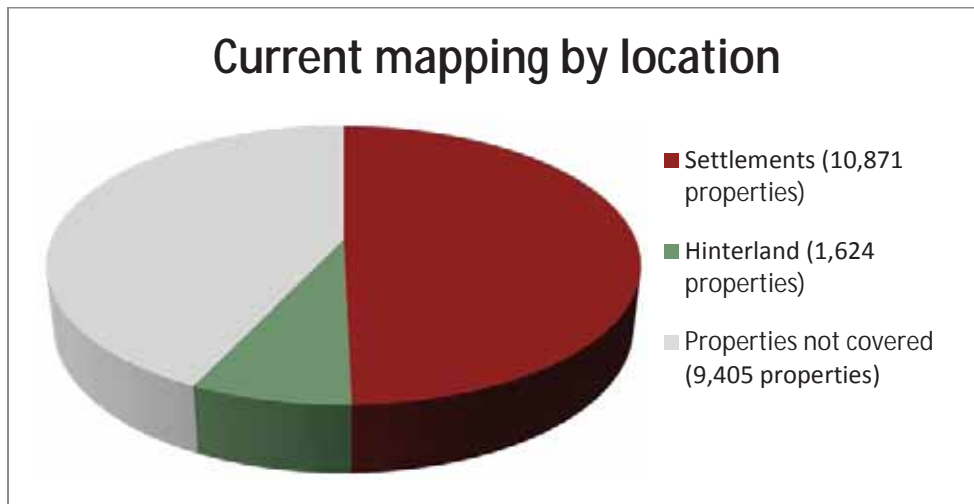 Current mapping by location
Settlements (10,871
properties)
Hinterland (1,624
properties)
Properties not covered
(9,405 properties)